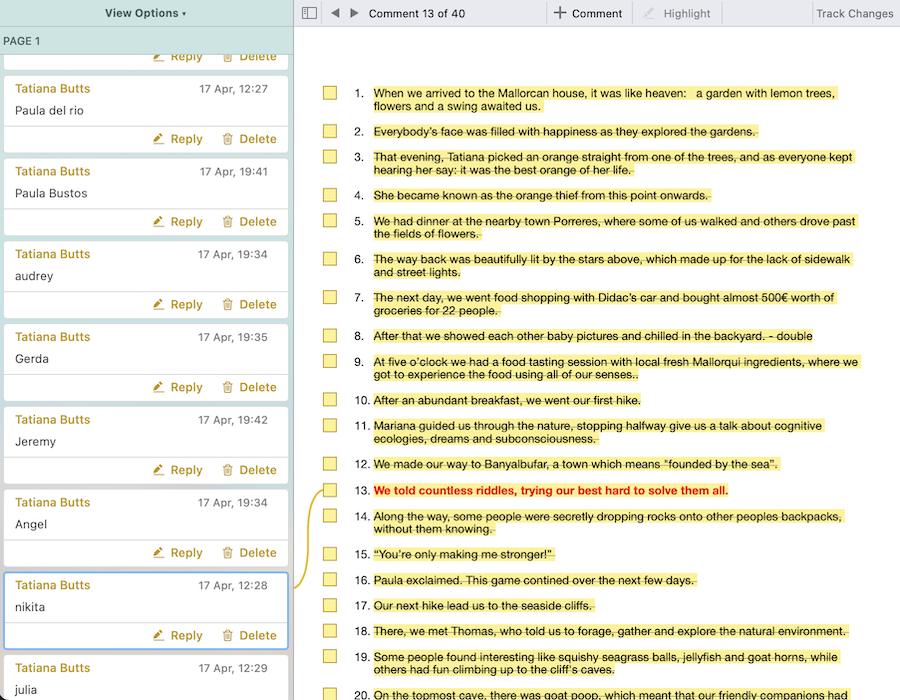 View Options
PAGE 1
Reply Delete
Tatiana Butts 17 Apr, 12:27
Paula del rio
Reply Delete
Tatiana Butts 17 Apr, 19:41
Paula Bustos
Reply Delete
Tatiana Butts 17 Apr, 19:34
audrey
Reply Delete
Tatiana Butts 17 Apr, 19:35
Gerda
Reply Delete
Tatiana Butts 17 Apr, 19:42
Jeremy
Reply Delete
Tatiana Butts 17 Apr, 19:34
Angel
Reply Delete
Tatiana Butts 17 Apr, 12:28
nikita
Reply Delete
Tatiana Butts 17 Apr, 12:29
julia
Comment 13 of 40 Comment Highlight Track Changes
1. When we arrived to the Mallorcan house, it was like heaven: a garden with lemon trees,
flowers and a swing awaited us.
2. Everybody's face was filled with happiness as they explored the gardens.
3. That evening, Tatiana picked an orange straight from one of the trees, and as everyone kept
hearing her say: it was the best orange of her life.
4. She became known as the orange thief from this point onwards.
5. We had dinner at the nearby town Porreres, where some of us walked and others drove past
the fields of flowers.
6. The way back was beautifully lit by the stars above, which made up for the lack of sidewalk
and street lights.
7. The next day, we went food shopping with Didac's car and bought almost 500€ worth of
groceries for 22 people.
8. After that we showed each other baby pictures and chilled in the backyard. - double
9. At five o'clock we had a food tasting session with local fresh Mallorqui ingredients, where we
got to experience the food using all of our senses..
10. After an abundant breakfast, we went our first hike.
11. Mariana guided us through the nature, stopping halfway give us a talk about cognitive
ecologies, dreams and subconsciousness.
12. We made our way to Banyalbufar, a town which means "founded by the sea".
13. We told countless riddles, trying our best hard to solve them all.
14. Along the way, some people were secretly dropping rocks onto other peoples backpacks,
without them knowing.
15. "You're only making me stronger!"
16. Paula exclaimed. This game contined over the next few days.
17. Our next hike lead us to the seaside cliffs.
18. There, we met Thomas, who told us to forage, gather and explore the natural environment.
19. Some people found interesting like squishy seagrass balls, jellyfish and goat horns, while
others had fun climbing up to the cliff's caves.
20. On the topmost cave, there was goat poop, which meant that our friendly companions had